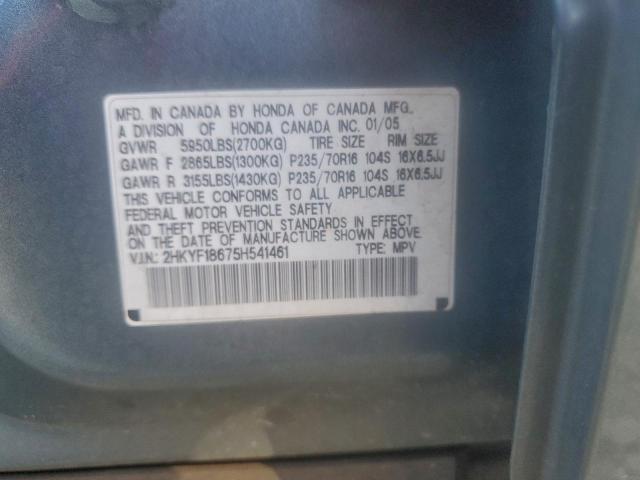 MFD. IN CANADA BY HONDA OF CANADA MFG.,
A DIVISION OF HONDA CANADA INC. 01/05
GVWR 5950LBS(2700KG) TIRE SIZE RIM SIZE
GAWR F 2865LBS(1300KG) P235/70R16 104S 16X6.5JJ
GAWR R 3155LBS(1430KG) P235/70R16 104S 16X6.5JJ
THIS VEHICLE CONFORMS TO ALL APPLICABLE
FEDERAL MOTOR VEHICLE SAFETY
AND THEFT PREVENTION STANDARDS IN EFFECT
ON THE DATE OF MANUFACTURE SHOWN ABOVE.
V.I.N.: 2HKYF18675H541461 TYPE: MPV